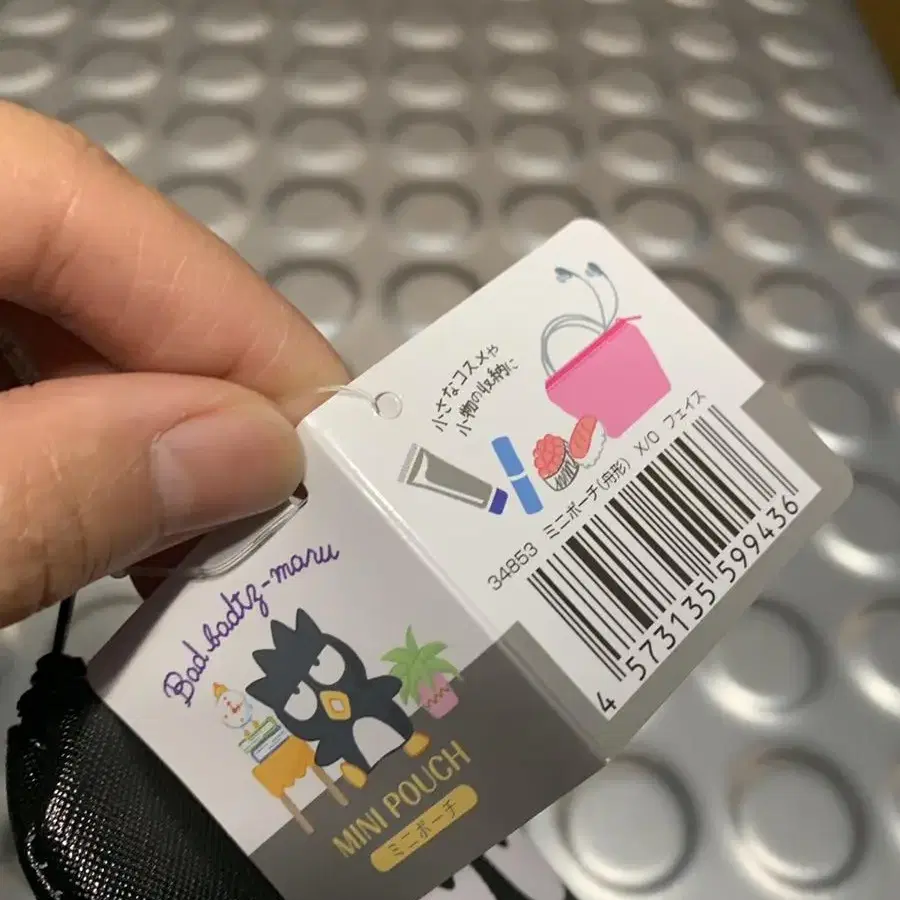 小さなコスメや
小物の収納に
34853 ミニポーチ(舟形) X/O フェイス
4 573135 599436
Bad badtz-maru
MINI POUCH
ミニポーチ